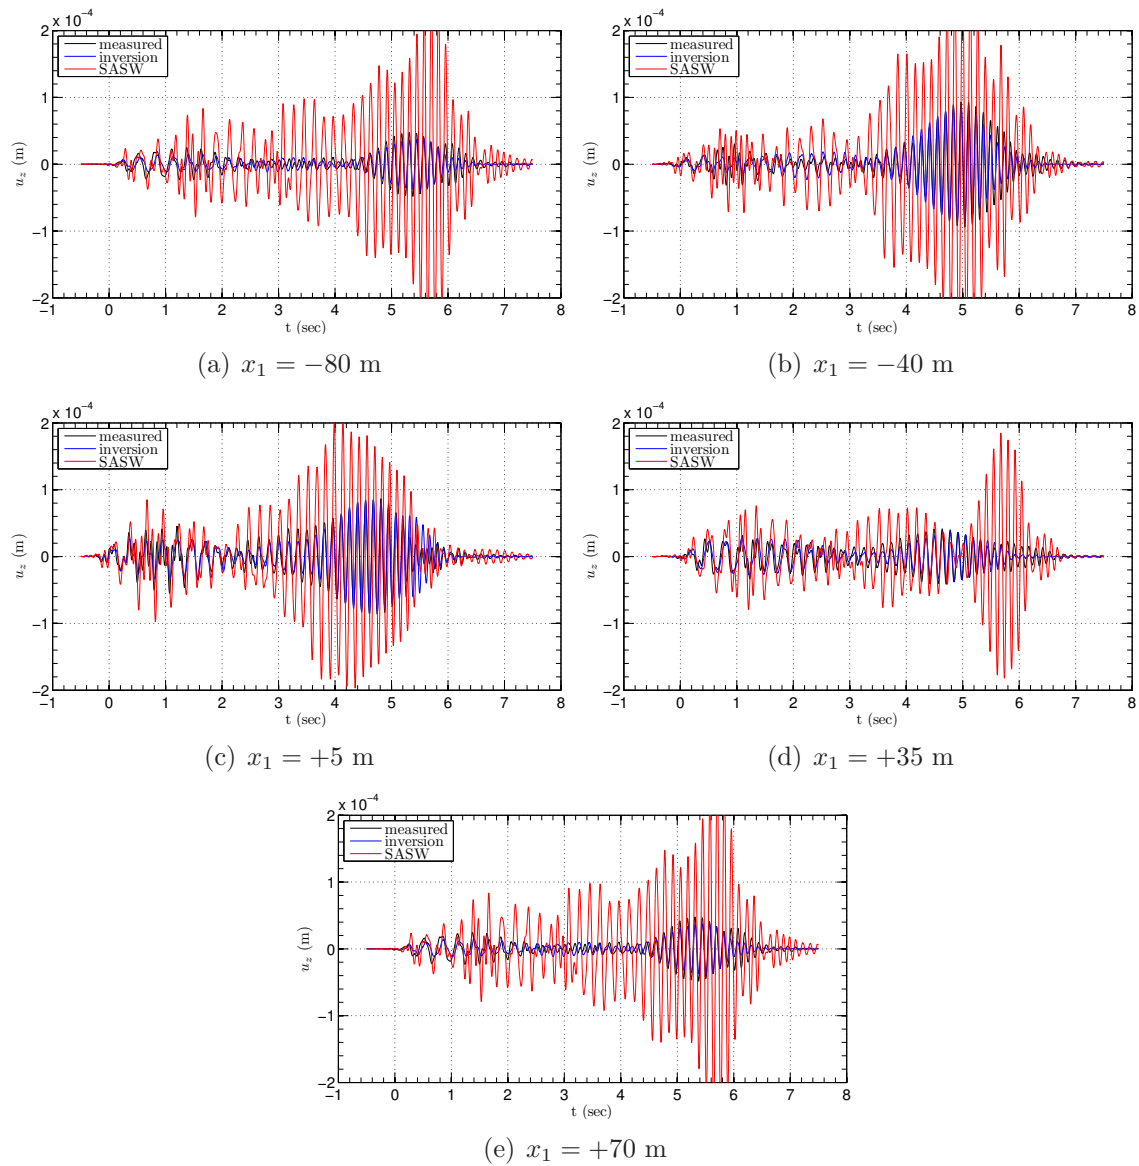 2 x 10⁻⁴
measured
inversion
SASW
1
0
−1
−2
u_z (m)
−1 0 1 2 3 4 5 6 7 8
t (sec)
(a) x₁ = −80 m
2 x 10⁻⁴
measured
inversion
SASW
1
0
−1
−2
u_z (m)
−1 0 1 2 3 4 5 6 7 8
t (sec)
(b) x₁ = −40 m
2 x 10⁻⁴
measured
inversion
SASW
1
0
−1
−2
u_z (m)
−1 0 1 2 3 4 5 6 7 8
t (sec)
(c) x₁ = +5 m
2 x 10⁻⁴
measured
inversion
SASW
1
0
−1
−2
u_z (m)
−1 0 1 2 3 4 5 6 7 8
t (sec)
(d) x₁ = +35 m
2 x 10⁻⁴
measured
inversion
SASW
1
0
−1
−2
u_z (m)
−1 0 1 2 3 4 5 6 7 8
t (sec)
(e) x₁ = +70 m